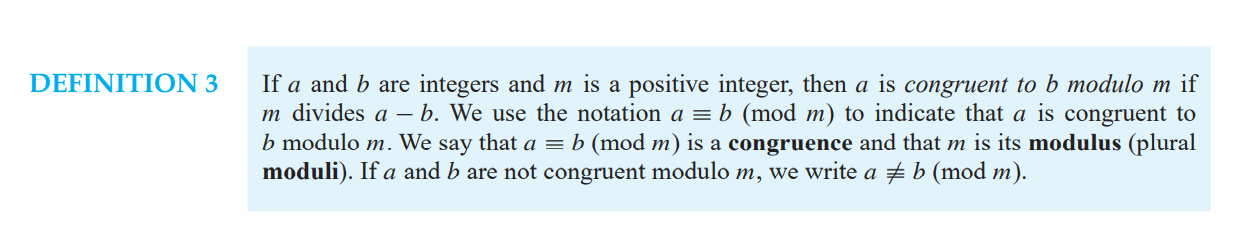 DEFINITION 3 If a and b are integers and m is a positive integer, then a is congruent to b modulo m if
m divides a − b. We use the notation a ≡ b (mod m) to indicate that a is congruent to
b modulo m. We say that a ≡ b (mod m) is a congruence and that m is its modulus (plural
moduli). If a and b are not congruent modulo m, we write a ≢ b (mod m).